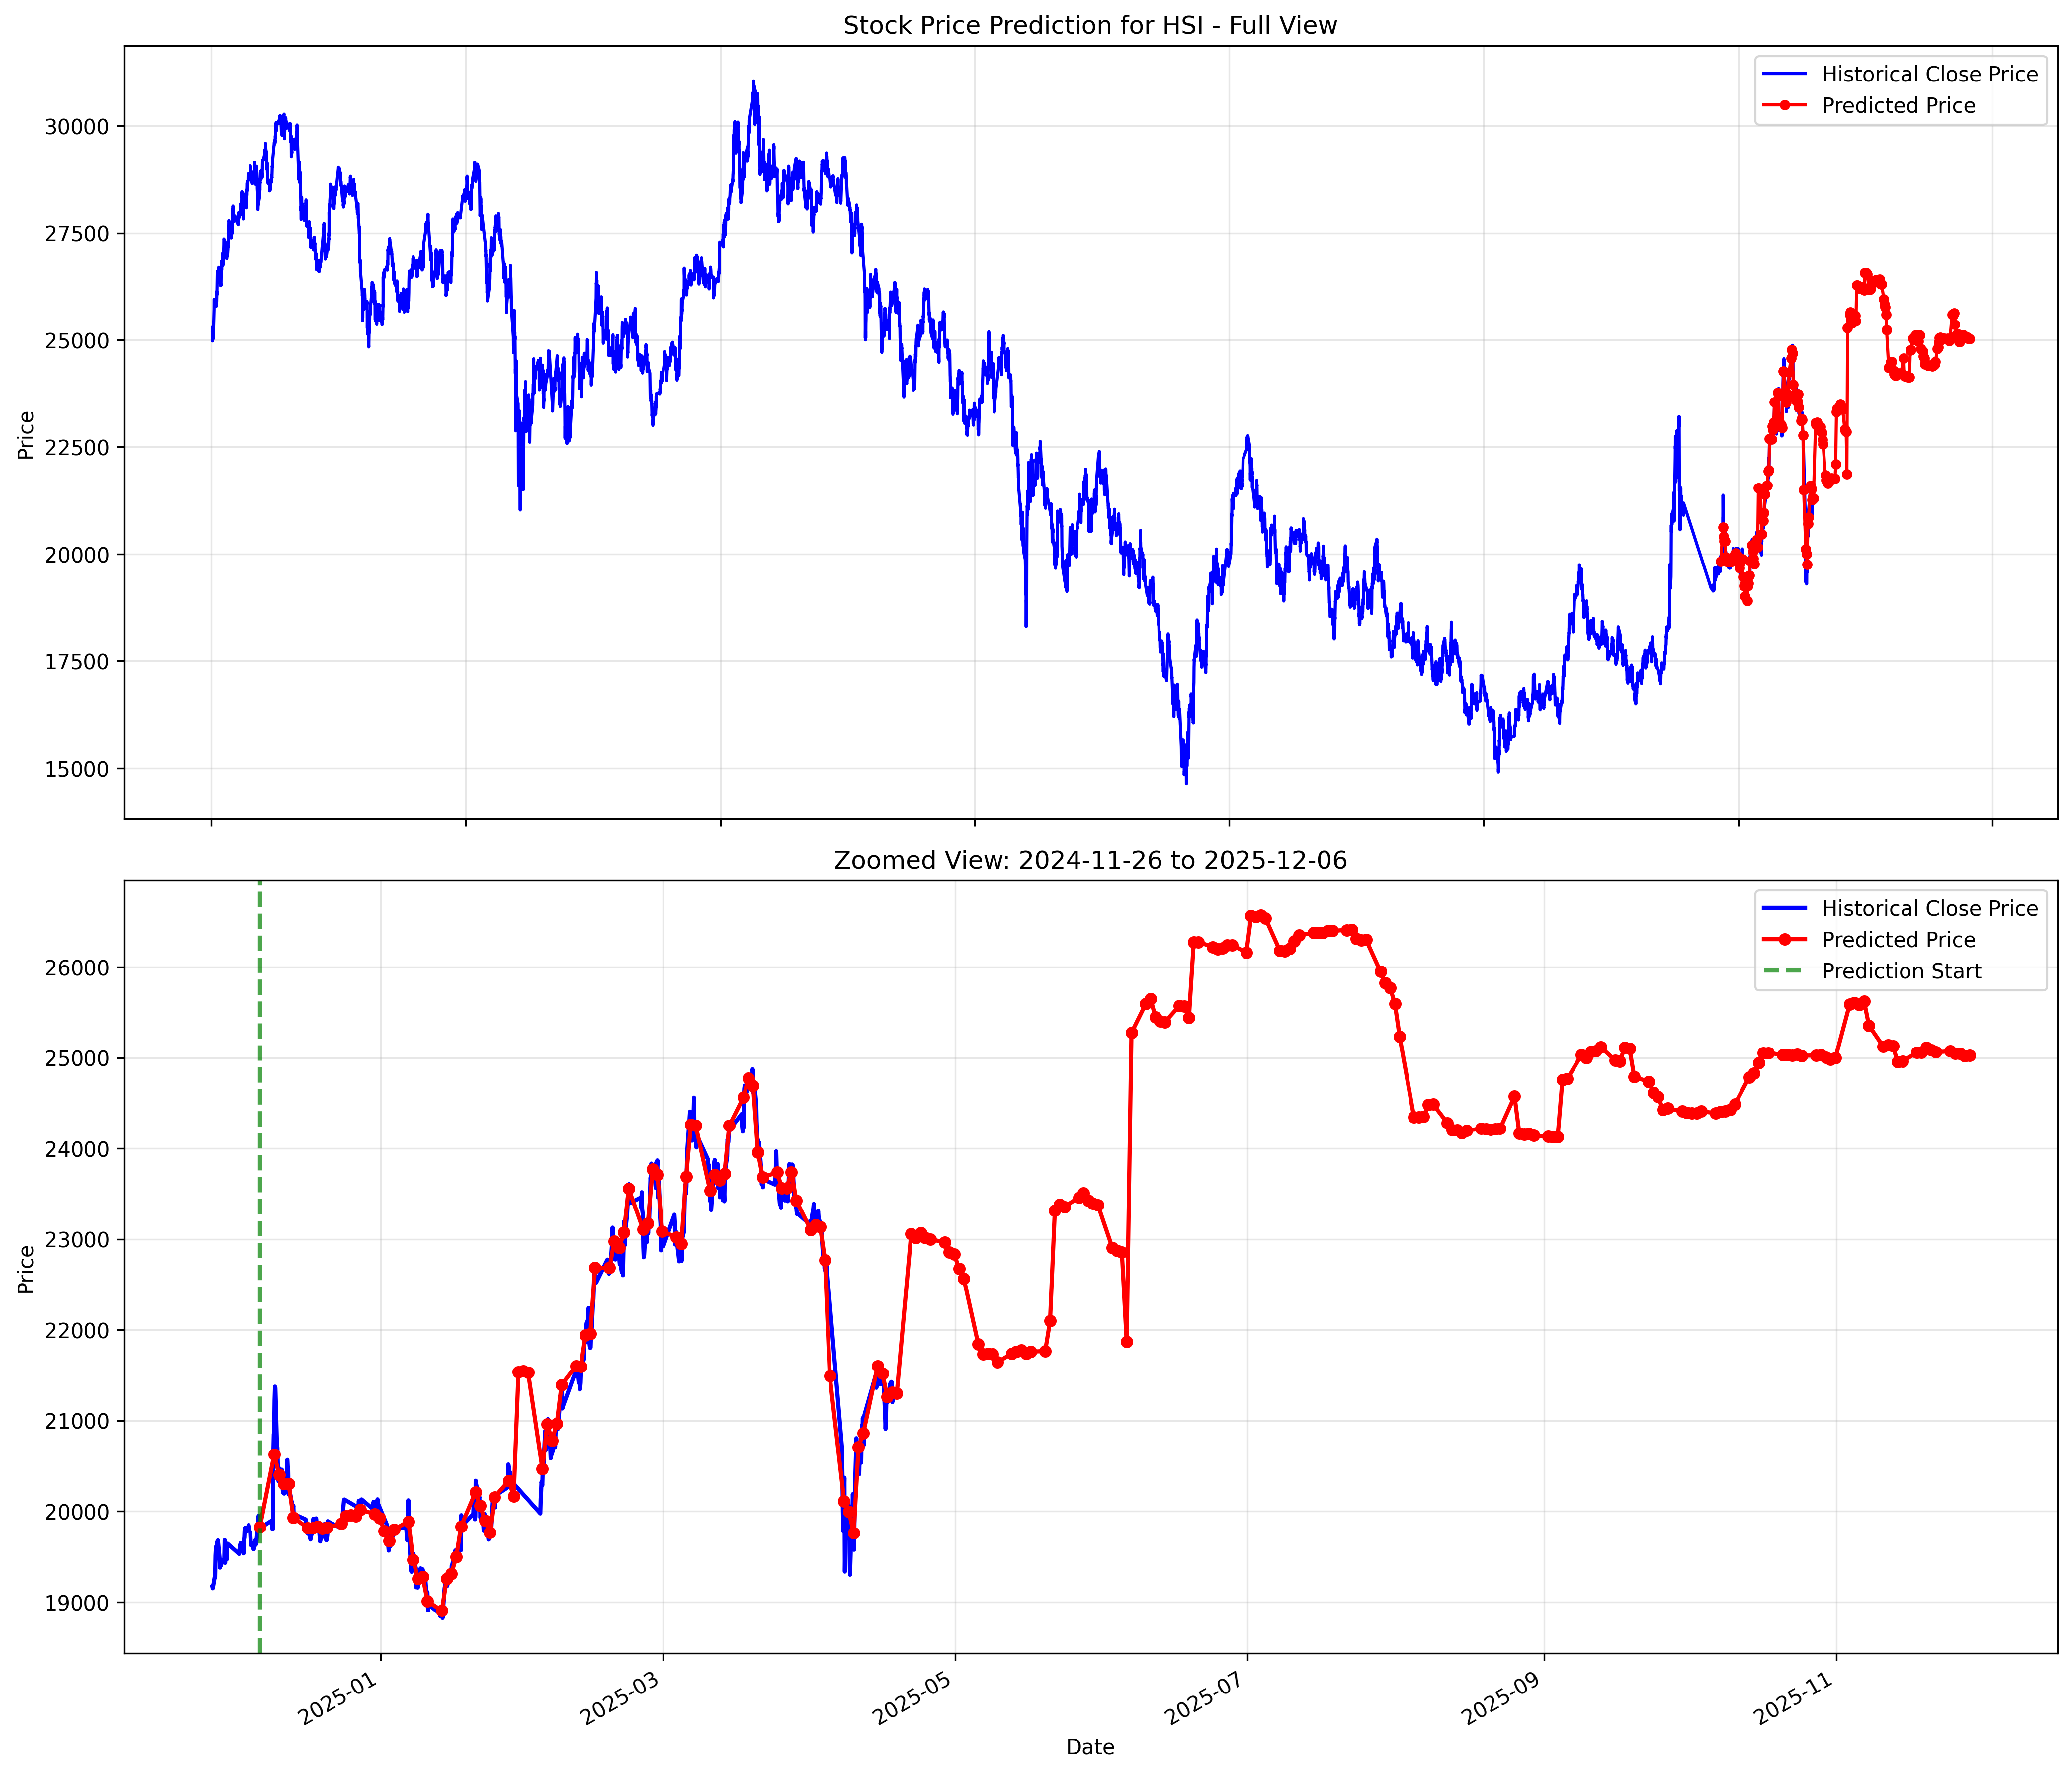 Stock Price Prediction for HSI - Full View
Historical Close Price
Predicted Price
30000
27500
25000
22500
20000
17500
15000
Price
Zoomed View: 2024-11-26 to 2025-12-06
Historical Close Price
Predicted Price
Prediction Start
26000
25000
24000
23000
22000
21000
20000
19000
Price
2025-01
2025-03
2025-05
2025-07
2025-09
2025-11
Date